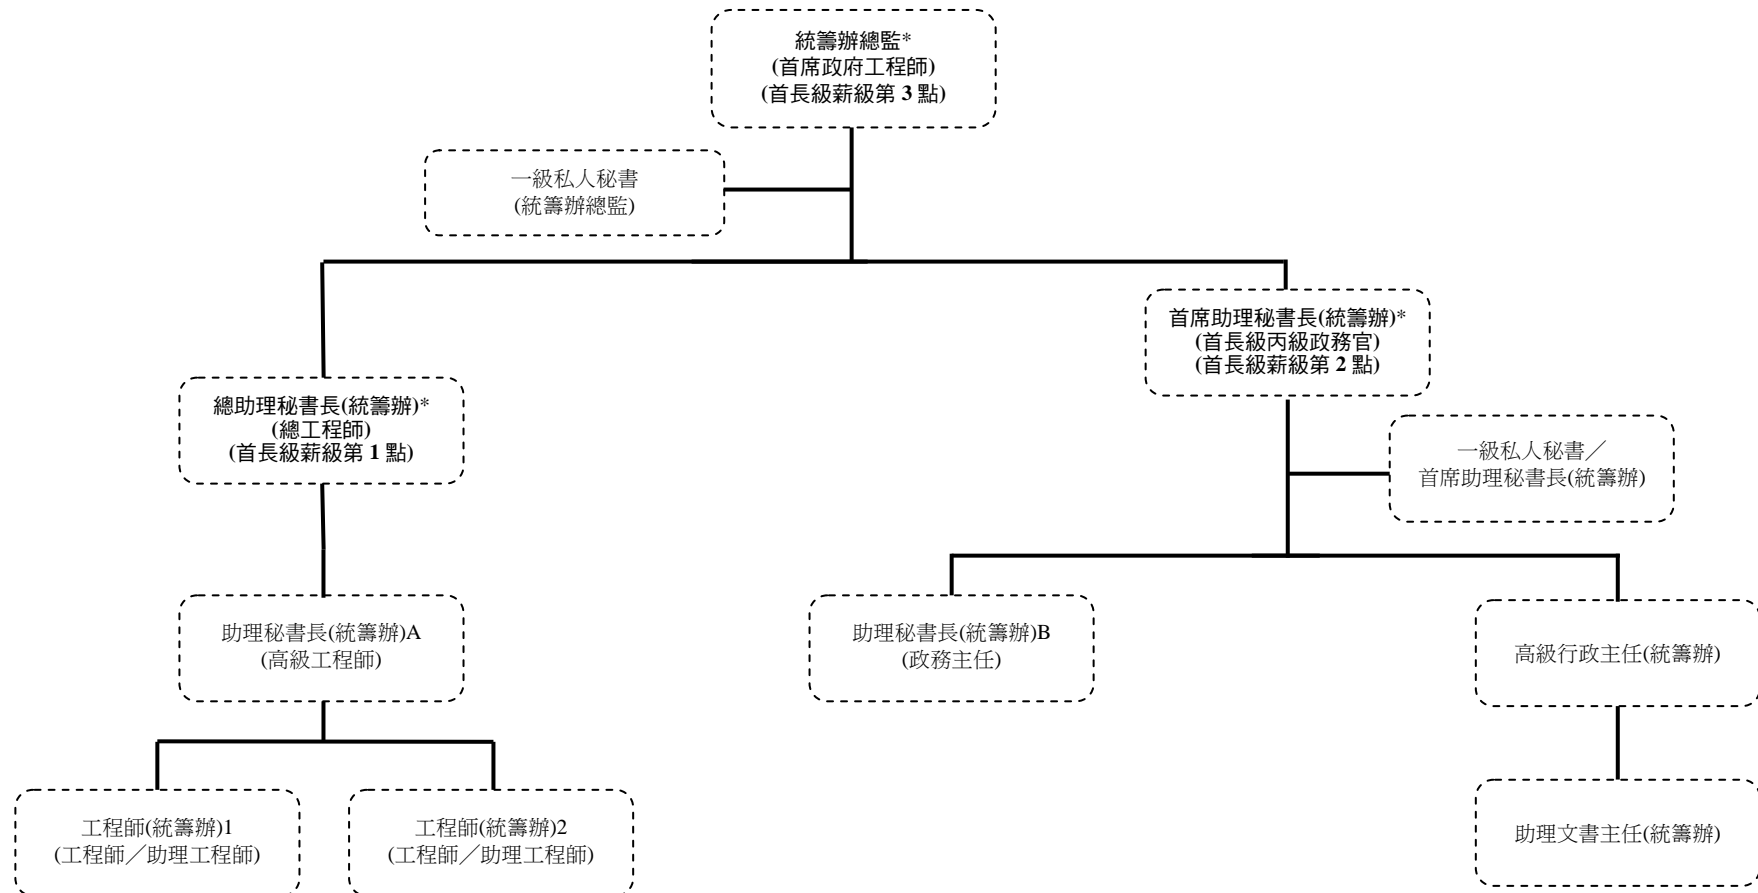 統籌辦總監*
(首席政府工程師)
(首長級薪級第 3 點)
一級私人秘書
(統籌辦總監)
首席助理秘書長(統籌辦)*
(首長級丙級政務官)
(首長級薪級第 2 點)
總助理秘書長(統籌辦)*
(總工程師)
(首長級薪級第 1 點)
一級私人秘書／
首席助理秘書長(統籌辦)
助理秘書長(統籌辦)A
(高級工程師)
助理秘書長(統籌辦)B
(政務主任)
高級行政主任(統籌辦)
工程師(統籌辦)1
(工程師／助理工程師)
工程師(統籌辦)2
(工程師／助理工程師)
助理文書主任(統籌辦)